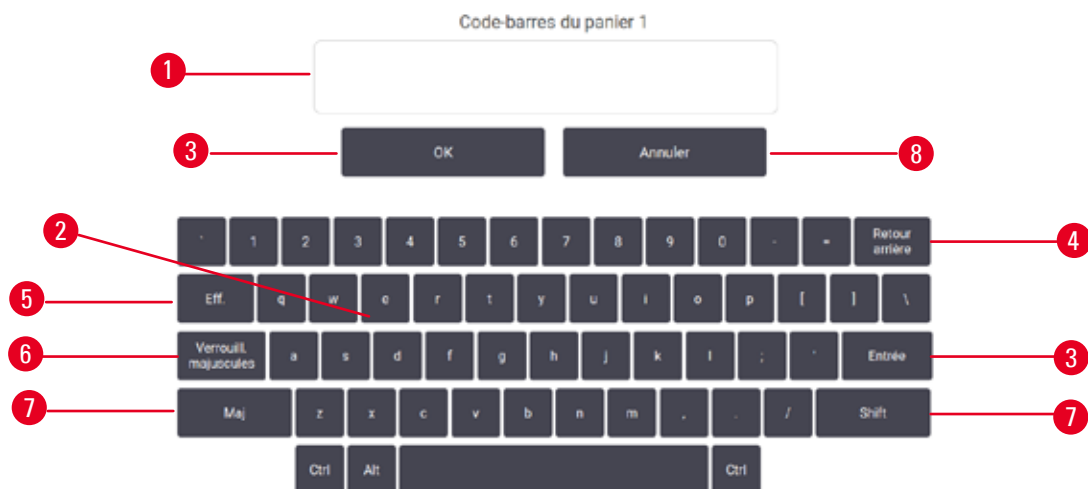 Code-barres du panier 1
1
3 OK Annuler 8
2
` 1 2 3 4 5 6 7 8 9 0 - = Retour arrière 4
5 Eff. q w e r t y u i o p [ ] \
6 Verrouill. majuscules a s d f g h j k l ; ' Entrée 3
7 Maj z x c v b n m , . / Shift 7
Ctrl Alt Ctrl